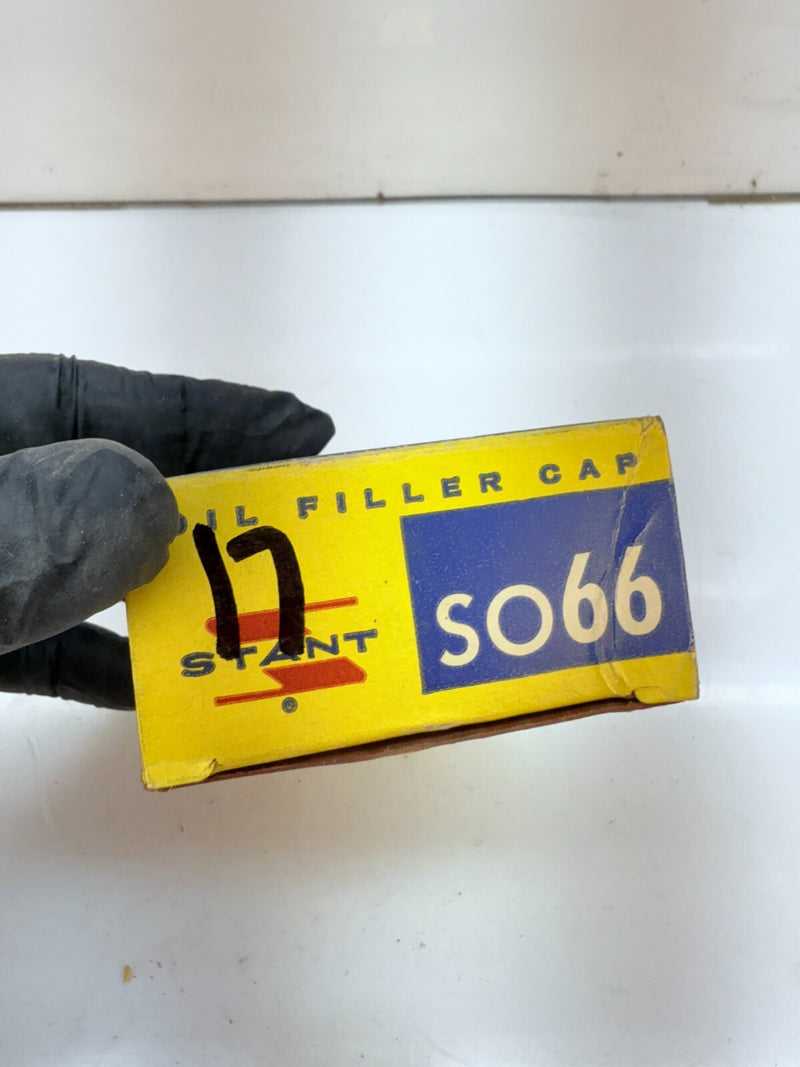 OIL FILLER CAP
17
STANT
®
SO66